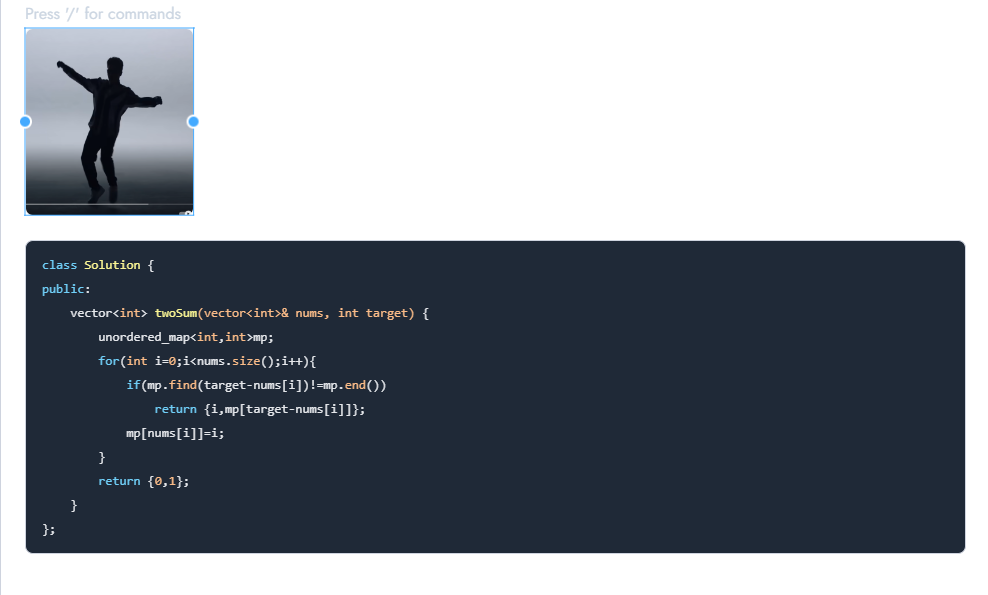 Press '/' for commands
class Solution {
public:
    vector<int> twoSum(vector<int>& nums, int target) {
        unordered_map<int,int>mp;
        for(int i=0;i<nums.size();i++){
            if(mp.find(target-nums[i])!=mp.end())
                return {i,mp[target-nums[i]]};
            mp[nums[i]]=i;
        }
        return {0,1};
    }
};